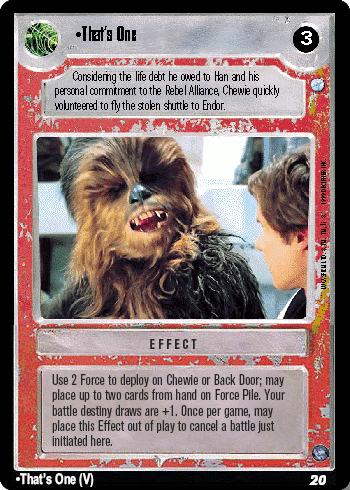 •That's One
3
Considering the life debt he owed to Han and his
personal commitment to the Rebel Alliance, Chewie quickly
volunteered to fly the stolen shuttle to Endor.
EFFECT
Use 2 Force to deploy on Chewie or Back Door; may
place up to two cards from hand on Force Pile. Your
battle destiny draws are +1. Once per game, may
place this Effect out of play to cancel a battle just
initiated here.
•That's One (V)
20